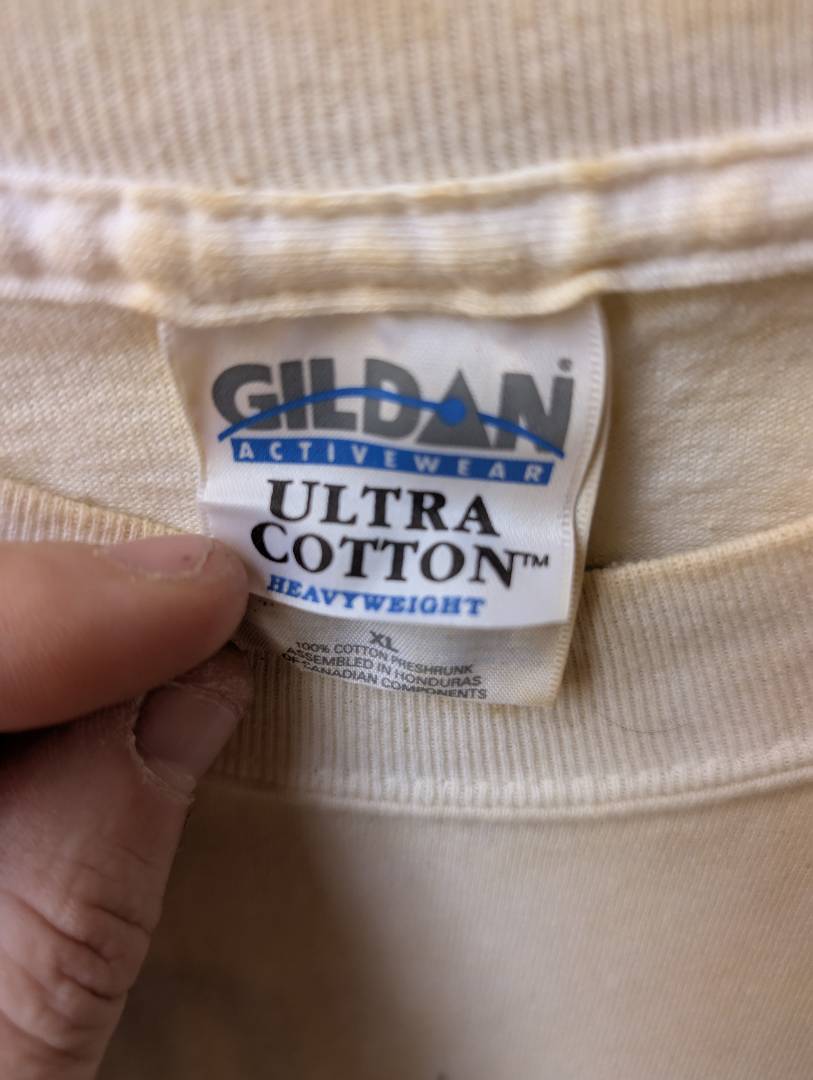 GILDAN®
ACTIVEWEAR
ULTRA
COTTON™
HEAVYWEIGHT
XL
100% COTTON PRESHRUNK
ASSEMBLED IN HONDURAS
OF CANADIAN COMPONENTS